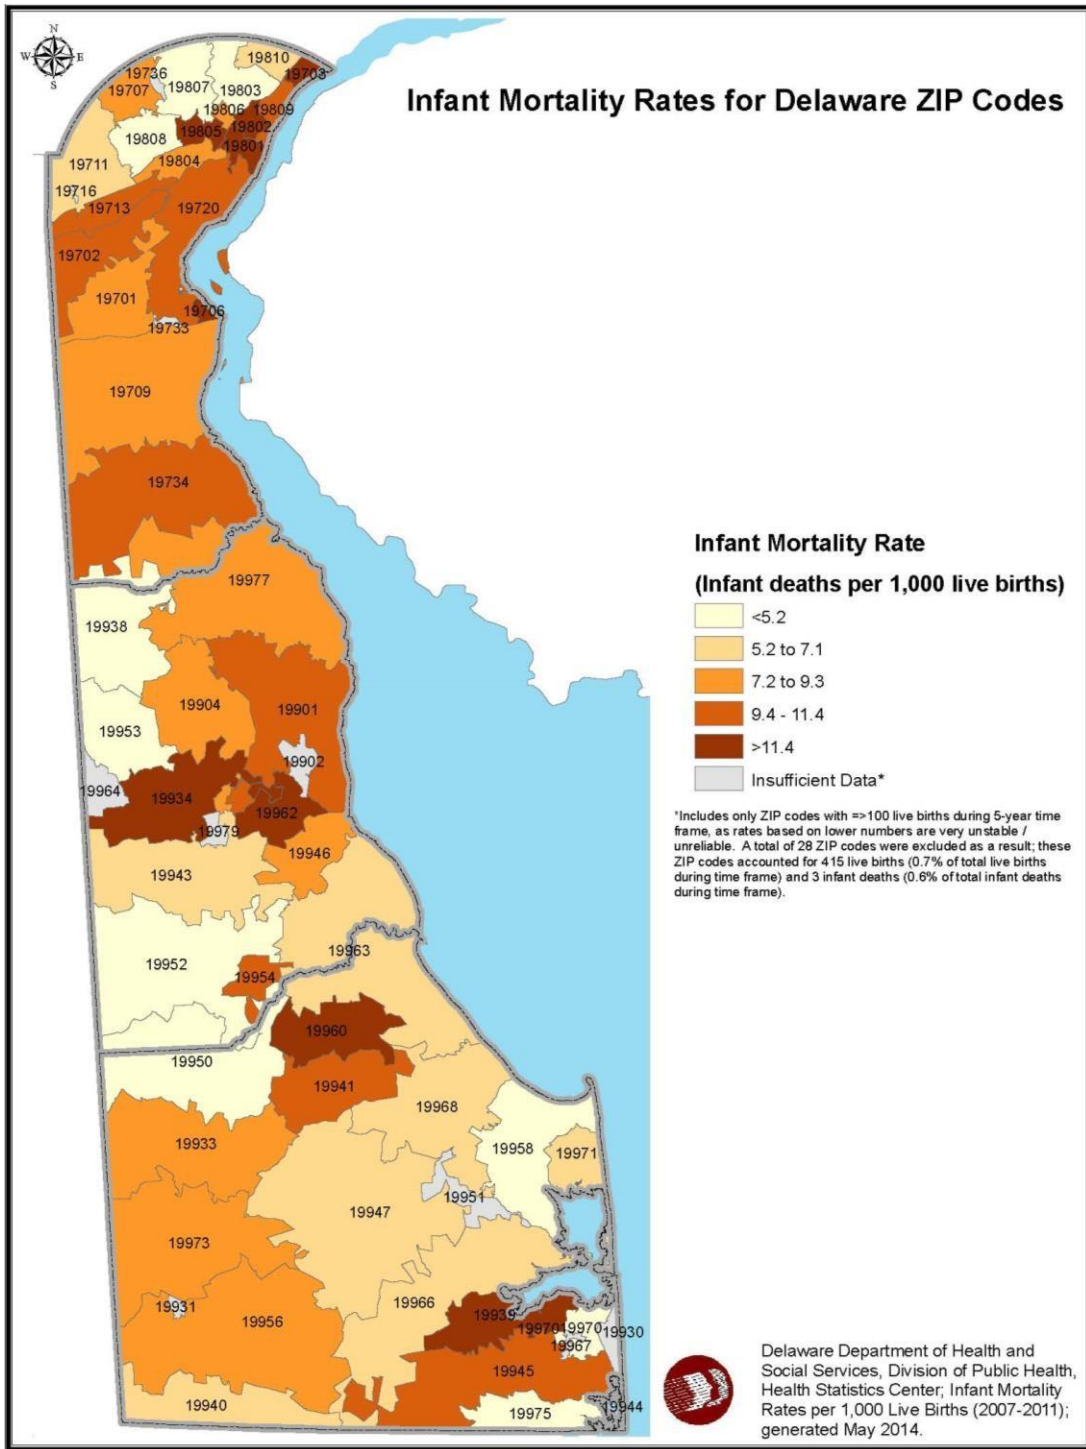 N
W E
S
Infant Mortality Rates for Delaware ZIP Codes
19810
19736
19703
19707
19807
19803
19806
19809
19805
19802
19808
19801
19804
19711
19716
19713
19720
19702
19701
19706
19733
19709
19734
19977
19938
19904
19901
19953
19902
19964
19934
19962
19979
19946
19943
19963
19952
19954
19960
19950
19941
19968
19933
19958
19971
19951
19947
19973
19931
19956
19966
19939
19970
19970
19930
19967
19945
19940
19975
19944
Infant Mortality Rate
(Infant deaths per 1,000 live births)
<5.2
5.2 to 7.1
7.2 to 9.3
9.4 - 11.4
>11.4
Insufficient Data*
*Includes only ZIP codes with =>100 live births during 5-year time
frame, as rates based on lower numbers are very unstable /
unreliable. A total of 28 ZIP codes were excluded as a result; these
ZIP codes accounted for 415 live births (0.7% of total live births
during time frame) and 3 infant deaths (0.6% of total infant deaths
during time frame).
Delaware Department of Health and
Social Services, Division of Public Health,
Health Statistics Center; Infant Mortality
Rates per 1,000 Live Births (2007-2011);
generated May 2014.